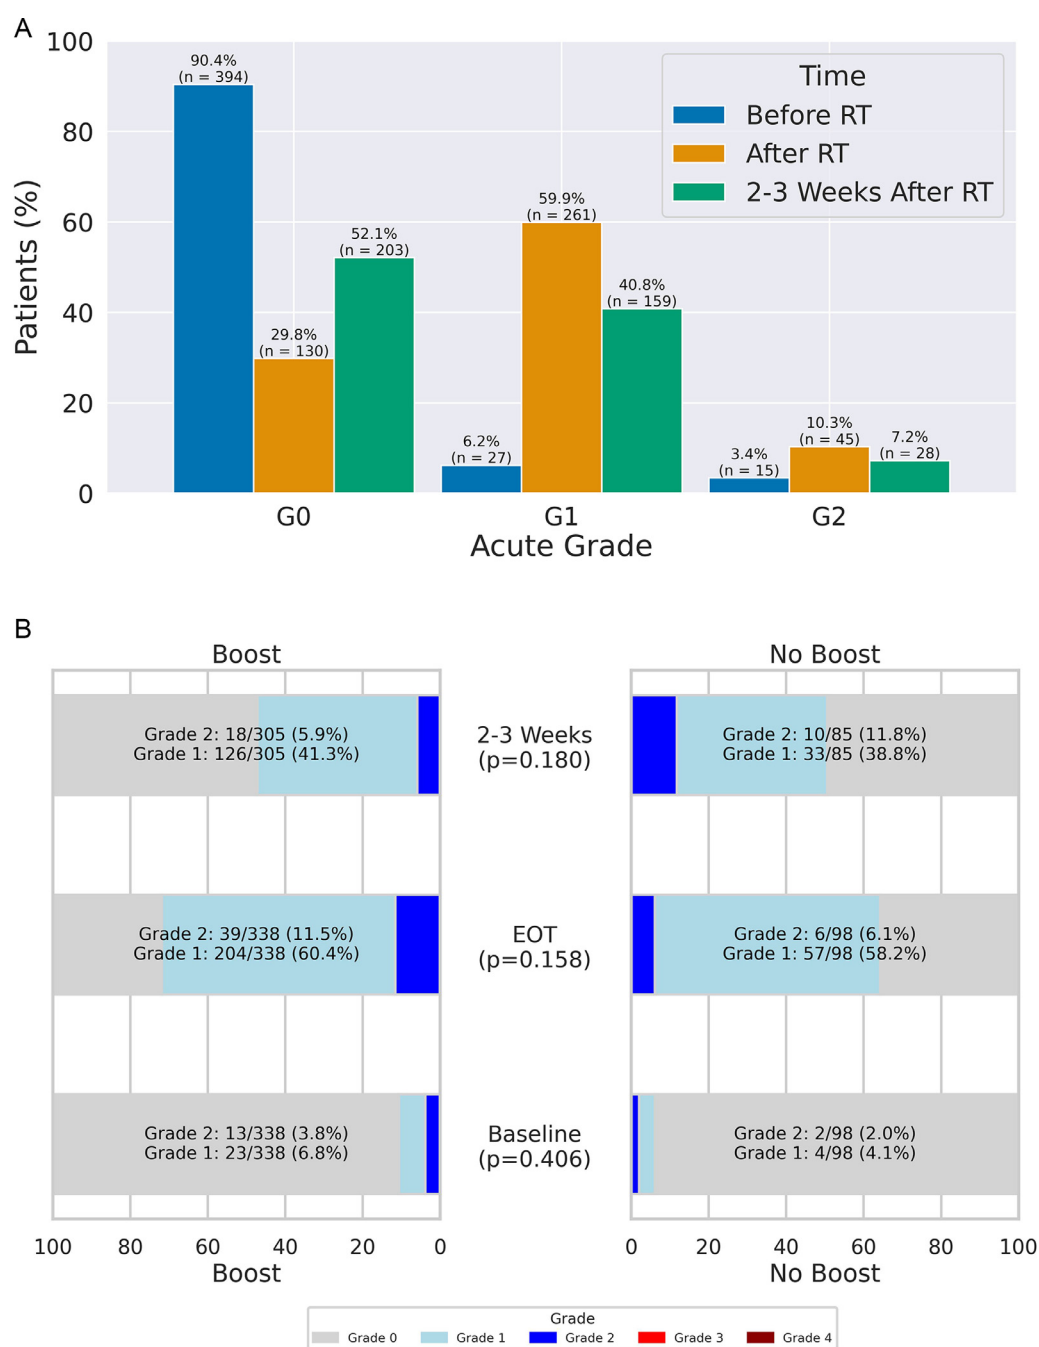 A
100
80
60
40
20
0
Patients (%)
90.4%
(n = 394)
29.8%
(n = 130)
52.1%
(n = 203)
6.2%
(n = 27)
59.9%
(n = 261)
40.8%
(n = 159)
3.4%
(n = 15)
10.3%
(n = 45)
7.2%
(n = 28)
Time
Before RT
After RT
2-3 Weeks After RT
G0 G1 G2
Acute Grade
B
Boost
No Boost
Grade 2: 18/305 (5.9%)
Grade 1: 126/305 (41.3%)
2-3 Weeks
(p=0.180)
Grade 2: 10/85 (11.8%)
Grade 1: 33/85 (38.8%)
Grade 2: 39/338 (11.5%)
Grade 1: 204/338 (60.4%)
EOT
(p=0.158)
Grade 2: 6/98 (6.1%)
Grade 1: 57/98 (58.2%)
Grade 2: 13/338 (3.8%)
Grade 1: 23/338 (6.8%)
Baseline
(p=0.406)
Grade 2: 2/98 (2.0%)
Grade 1: 4/98 (4.1%)
100 80 60 40 20 0
Boost
0 20 40 60 80 100
No Boost
Grade
Grade 0 Grade 1 Grade 2 Grade 3 Grade 4